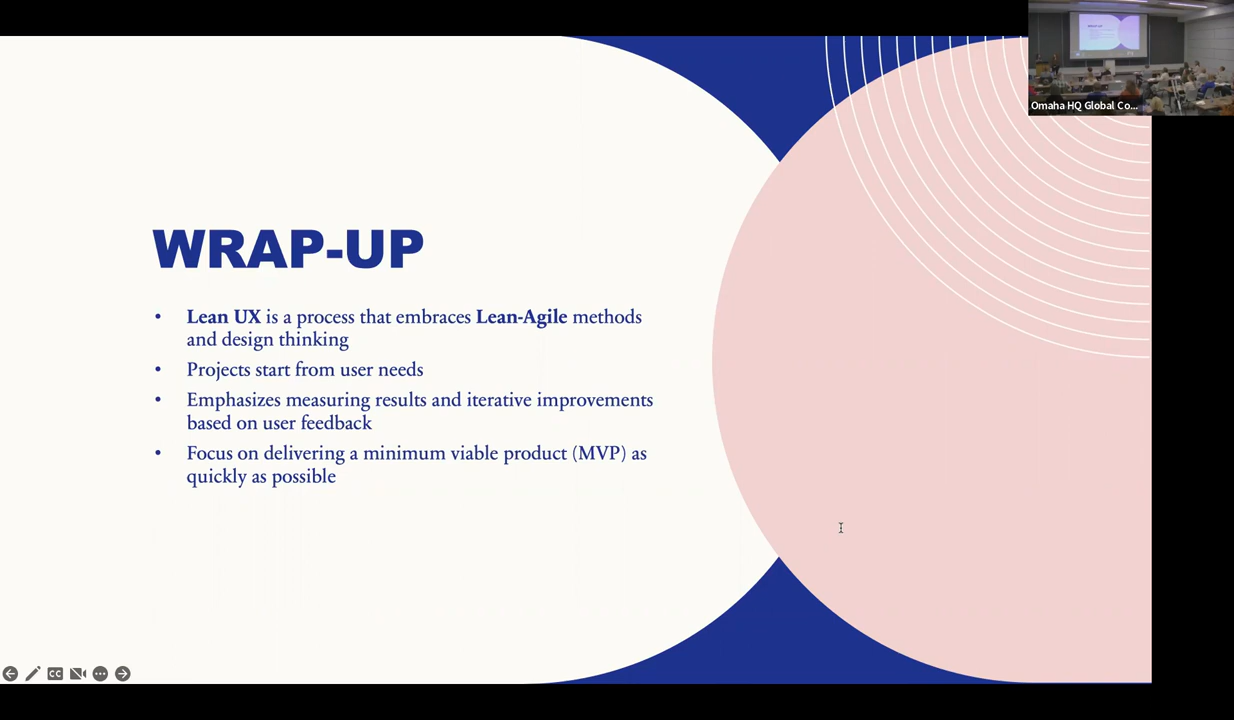 Omaha HQ Global Co...
WRAP-UP
• Lean UX is a process that embraces Lean-Agile methods
and design thinking
• Projects start from user needs
• Emphasizes measuring results and iterative improvements
based on user feedback
• Focus on delivering a minimum viable product (MVP) as
quickly as possible
CC